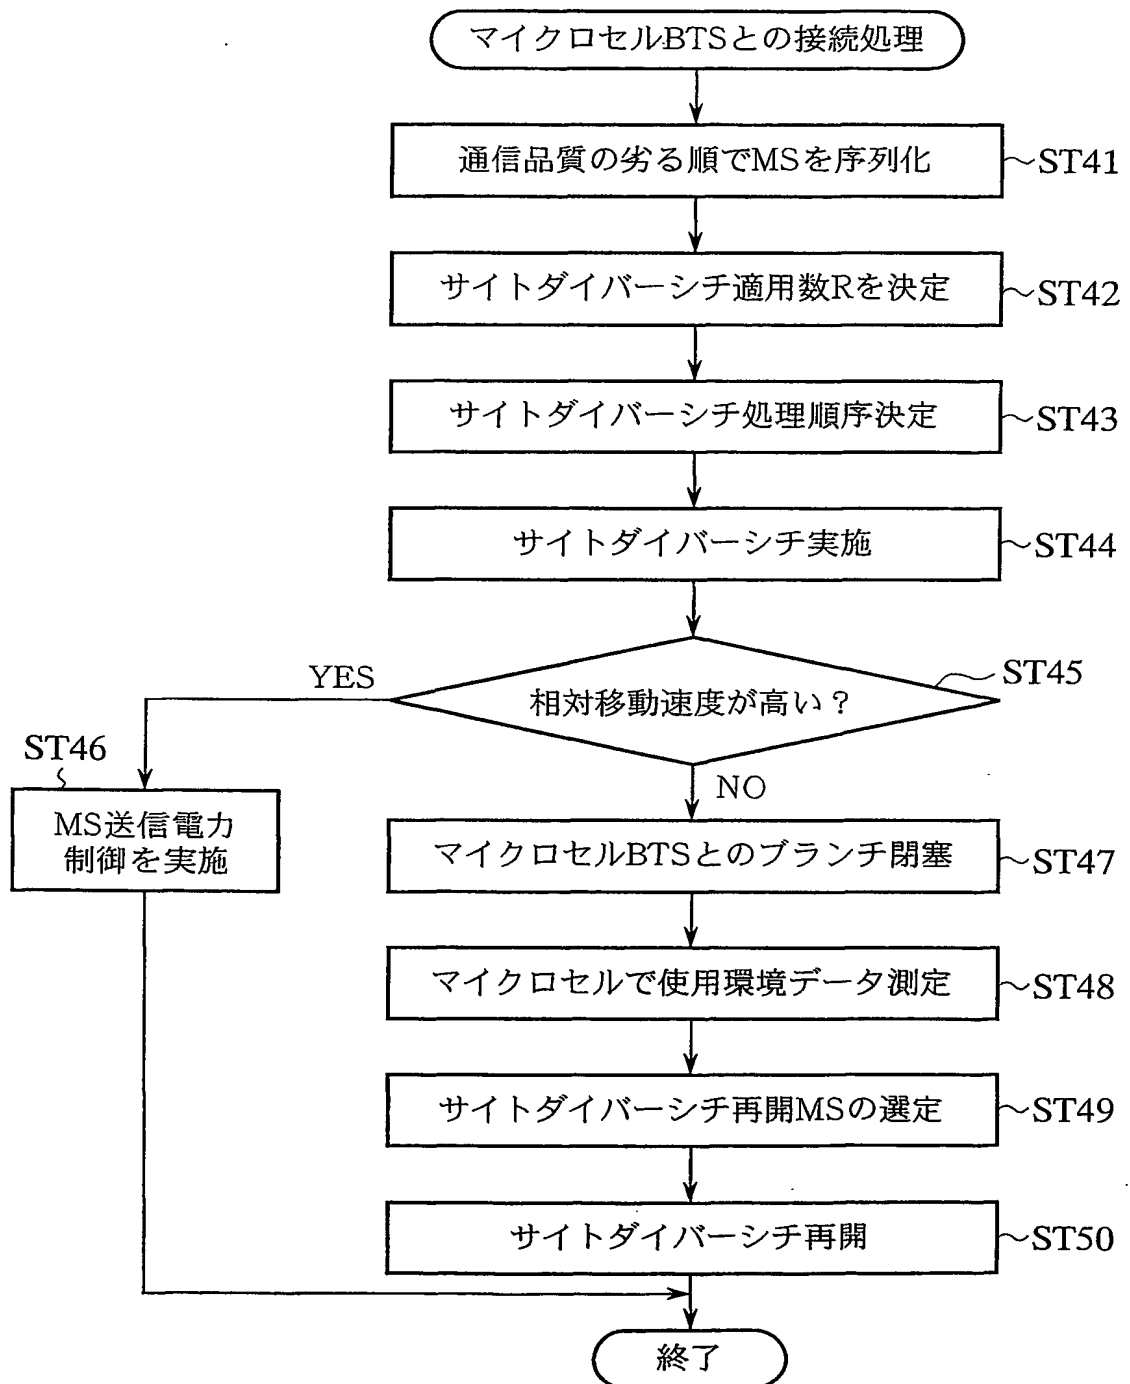 マイクロセルBTSとの接続処理
通信品質の劣る順でMSを序列化
ST41
サイトダイバーシチ適用数Rを決定
ST42
サイトダイバーシチ処理順序決定
ST43
サイトダイバーシチ実施
ST44
相対移動速度が高い?
ST45
YES
ST46
MS送信電力
制御を実施
NO
マイクロセルBTSとのブランチ閉塞
ST47
マイクロセルで使用環境データ測定
ST48
サイトダイバーシチ再開MSの選定
ST49
サイトダイバーシチ再開
ST50
終了